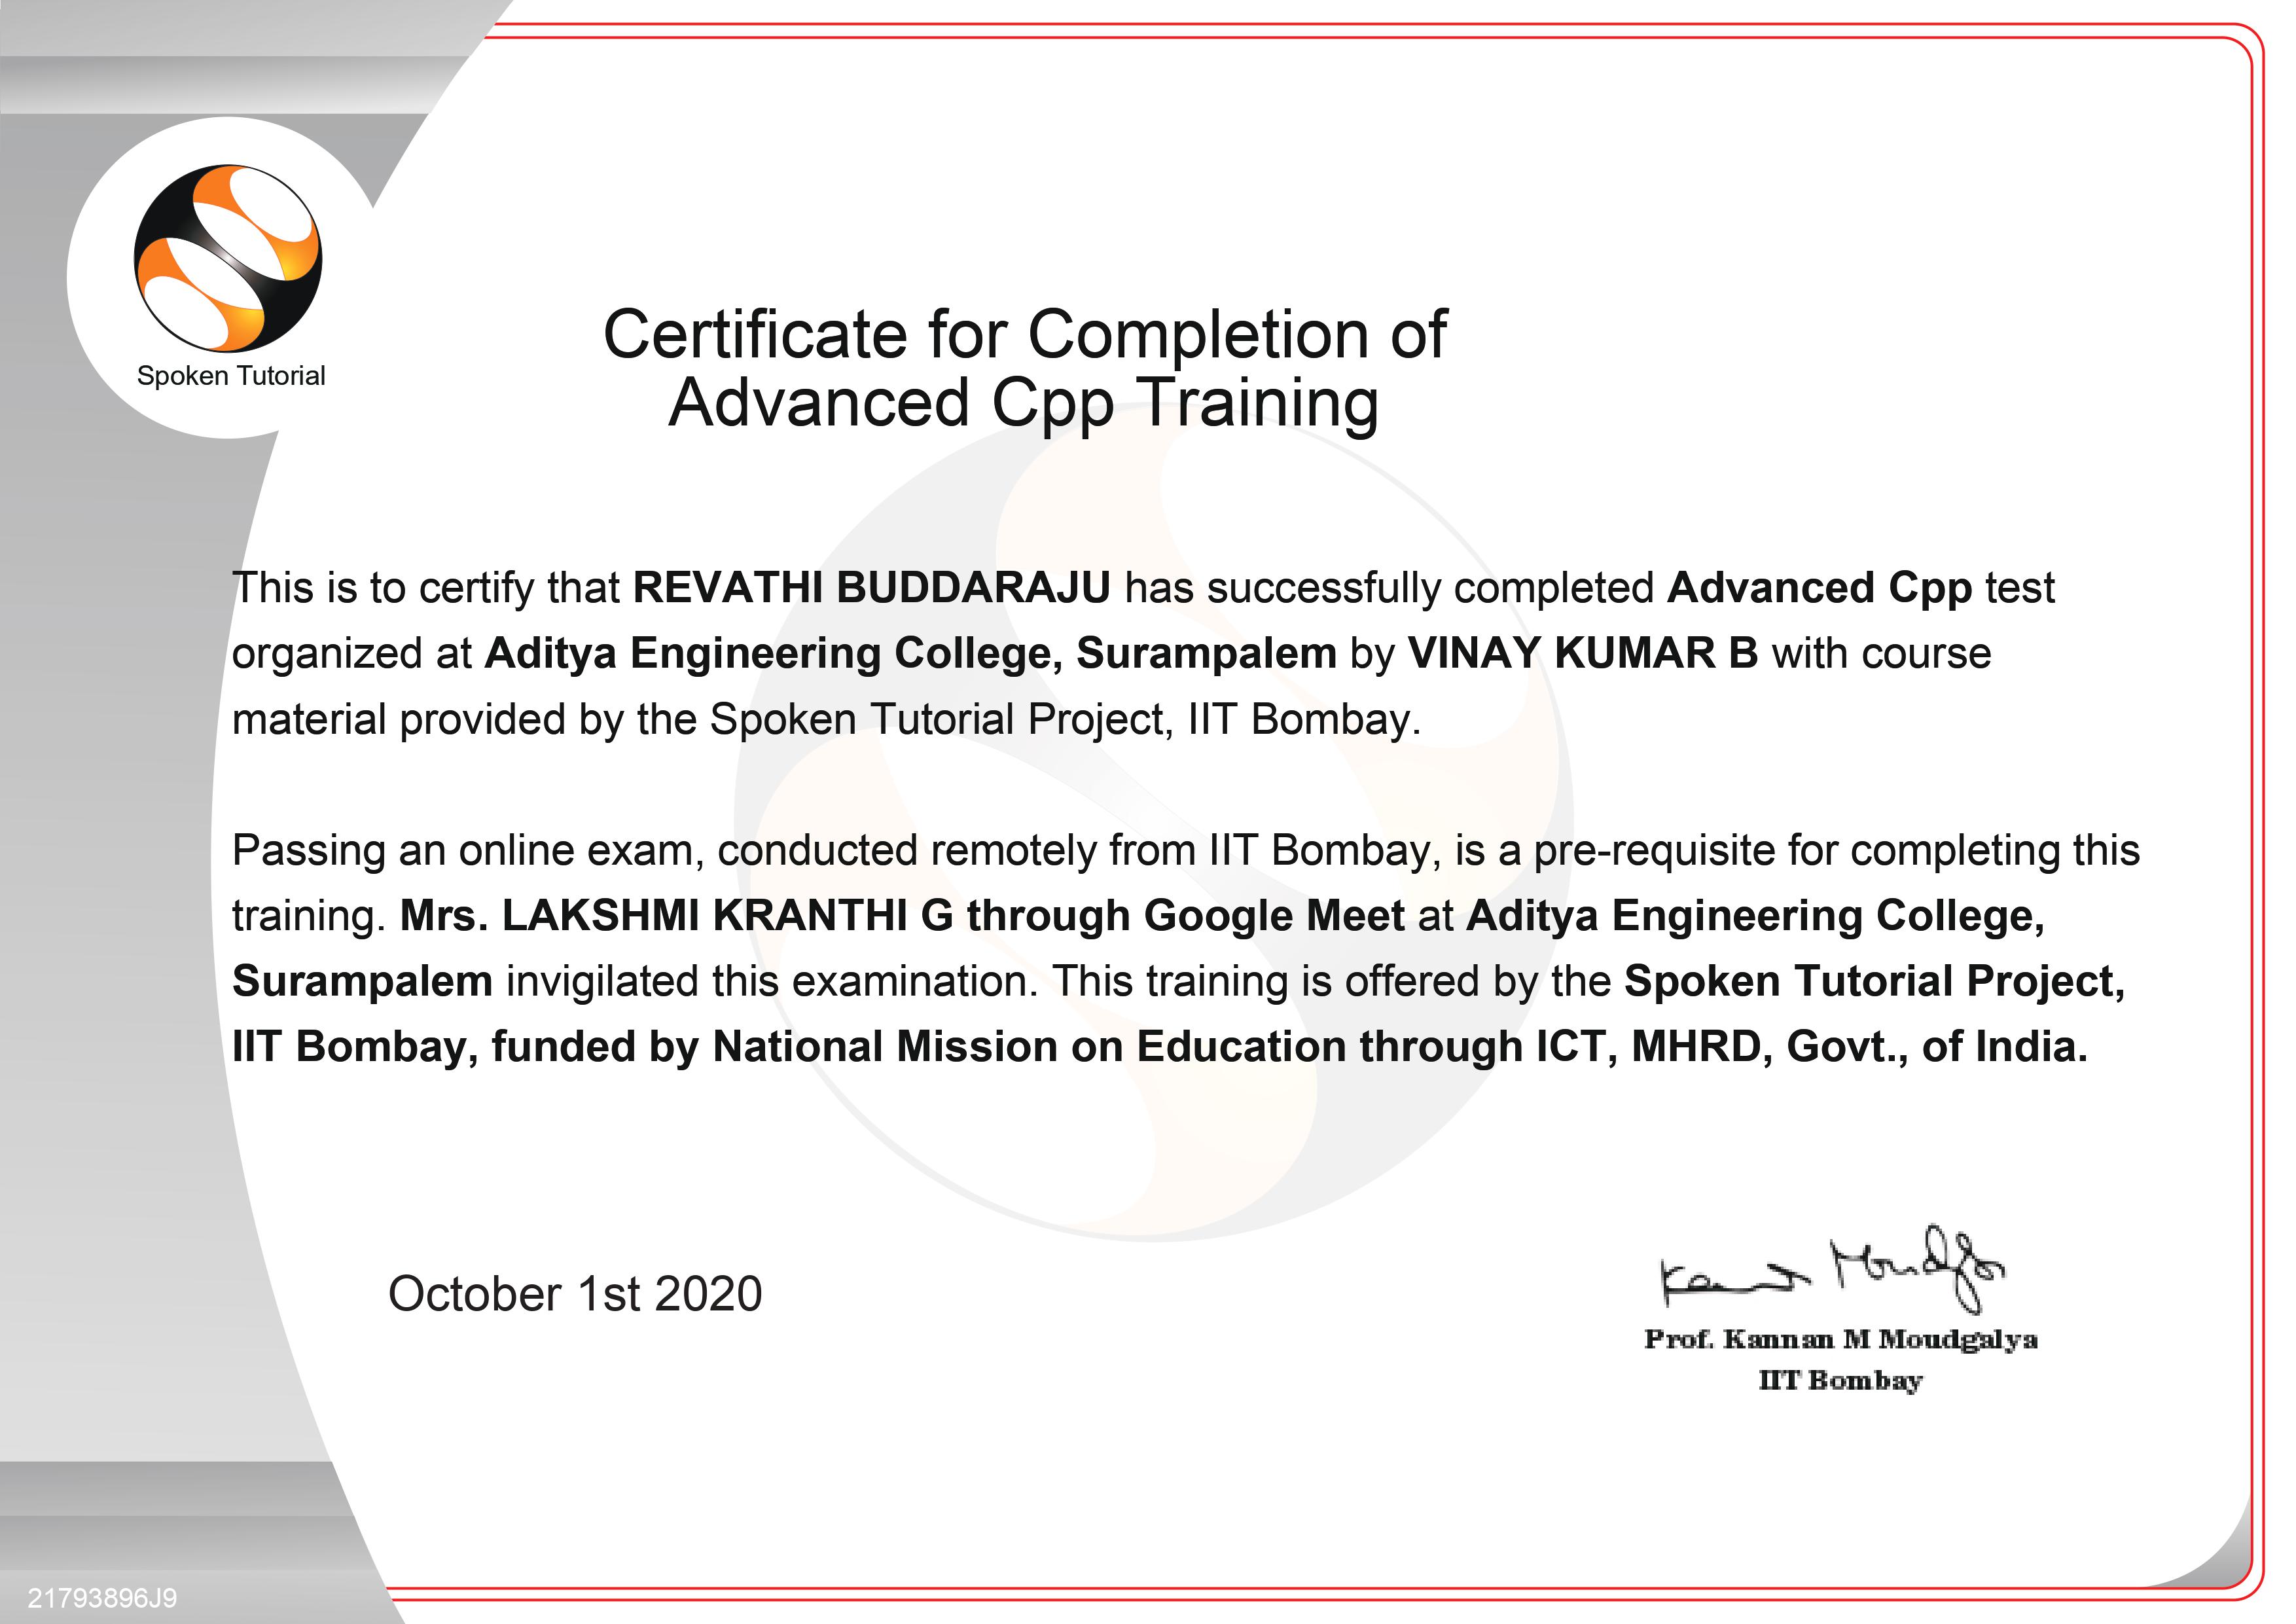 Spoken Tutorial
Certificate for Completion of
Advanced Cpp Training
This is to certify that REVATHI BUDDARAJU has successfully completed Advanced Cpp test
organized at Aditya Engineering College, Surampalem by VINAY KUMAR B with course
material provided by the Spoken Tutorial Project, IIT Bombay.
Passing an online exam, conducted remotely from IIT Bombay, is a pre-requisite for completing this
training. Mrs. LAKSHMI KRANTHI G through Google Meet at Aditya Engineering College,
Surampalem invigilated this examination. This training is offered by the Spoken Tutorial Project,
IIT Bombay, funded by National Mission on Education through ICT, MHRD, Govt., of India.
October 1st 2020
Kannan Moudgalya
Prof. Kannan M Moudgalya
IIT Bombay
21793896J9